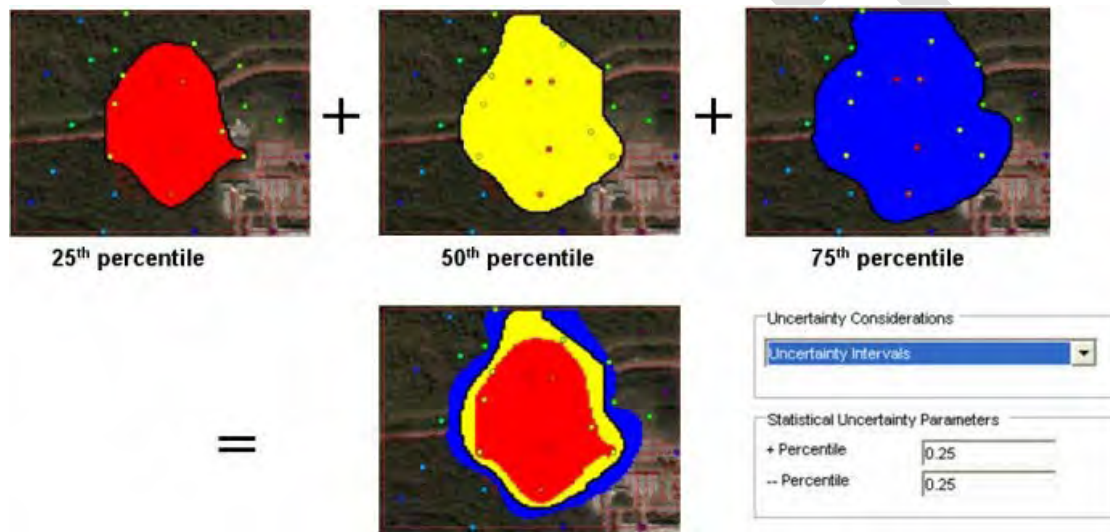 +
+
25th percentile
50th percentile
75th percentile
=
Uncertainty Considerations
Uncertainty Intervals
Statistical Uncertainty Parameters
+ Percentile 0.25
-- Percentile 0.25